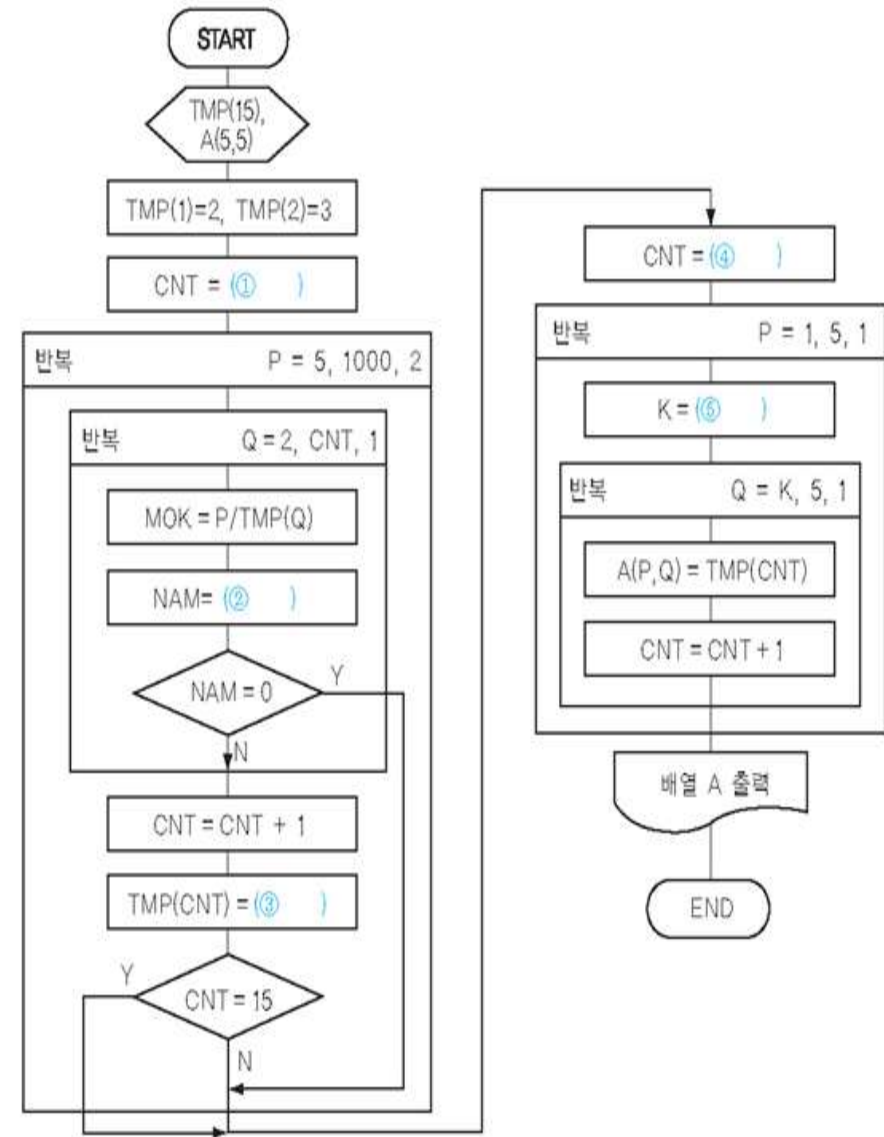 START
TMP(15),
A(5,5)
TMP(1)=2, TMP(2)=3
CNT = (① )
반복 P = 5, 1000, 2
반복 Q = 2, CNT, 1
MOK = P/TMP(Q)
NAM= (② )
NAM = 0
Y
N
CNT = CNT + 1
TMP(CNT) = (③ )
Y
CNT = 15
N
CNT = (④ )
반복 P = 1, 5, 1
K = (⑤ )
반복 Q = K, 5, 1
A(P,Q) = TMP(CNT)
CNT = CNT + 1
배열 A 출력
END